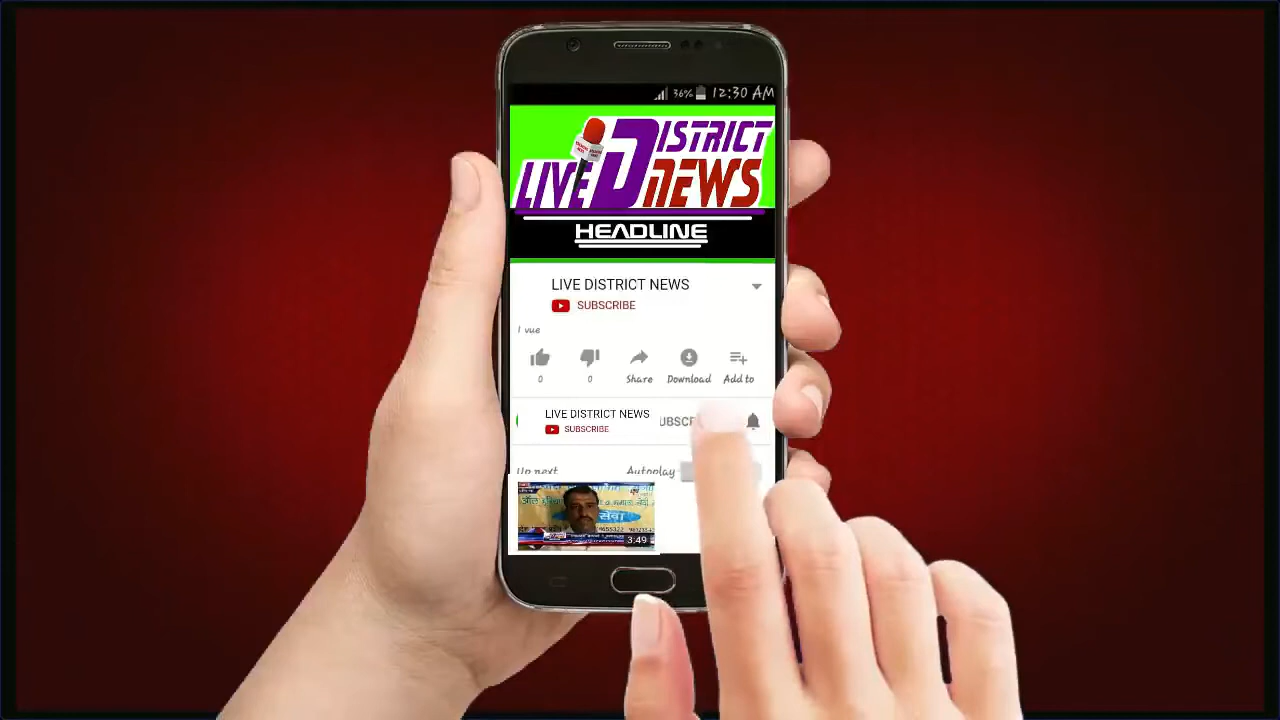 36% 12:30 AM
LIVE DISTRICT NEWS
HEADLINE
LIVE DISTRICT NEWS
SUBSCRIBE
1 vue
0 0 Share Download Add to
LIVE DISTRICT NEWS
SUBSCRIBE
Up next Autoplay
सेवा
3:49